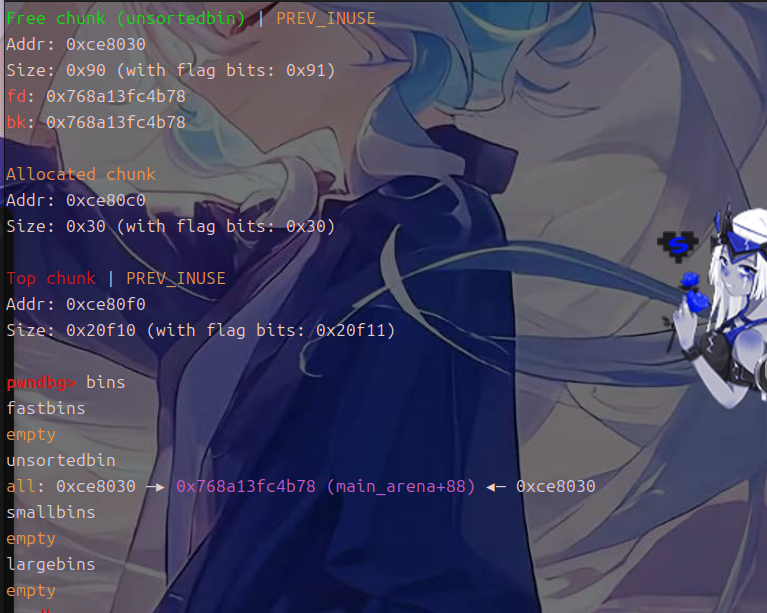 Free chunk (unsortedbin) | PREV_INUSE
Addr: 0xce8030
Size: 0x90 (with flag bits: 0x91)
fd: 0x768a13fc4b78
bk: 0x768a13fc4b78
Allocated chunk
Addr: 0xce80c0
Size: 0x30 (with flag bits: 0x30)
Top chunk | PREV_INUSE
Addr: 0xce80f0
Size: 0x20f10 (with flag bits: 0x20f11)
pwndbg> bins
fastbins
empty
unsortedbin
all: 0xce8030 —▸ 0x768a13fc4b78 (main_arena+88) ◂— 0xce8030
smallbins
empty
largebins
empty
S